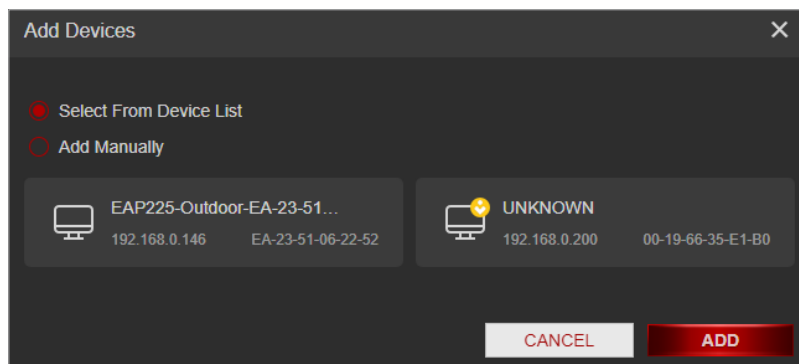 Add Devices
Select From Device List
Add Manually
EAP225-Outdoor-EA-23-51...
192.168.0.146 EA-23-51-06-22-52
UNKNOWN
192.168.0.200 00-19-66-35-E1-B0
CANCEL ADD